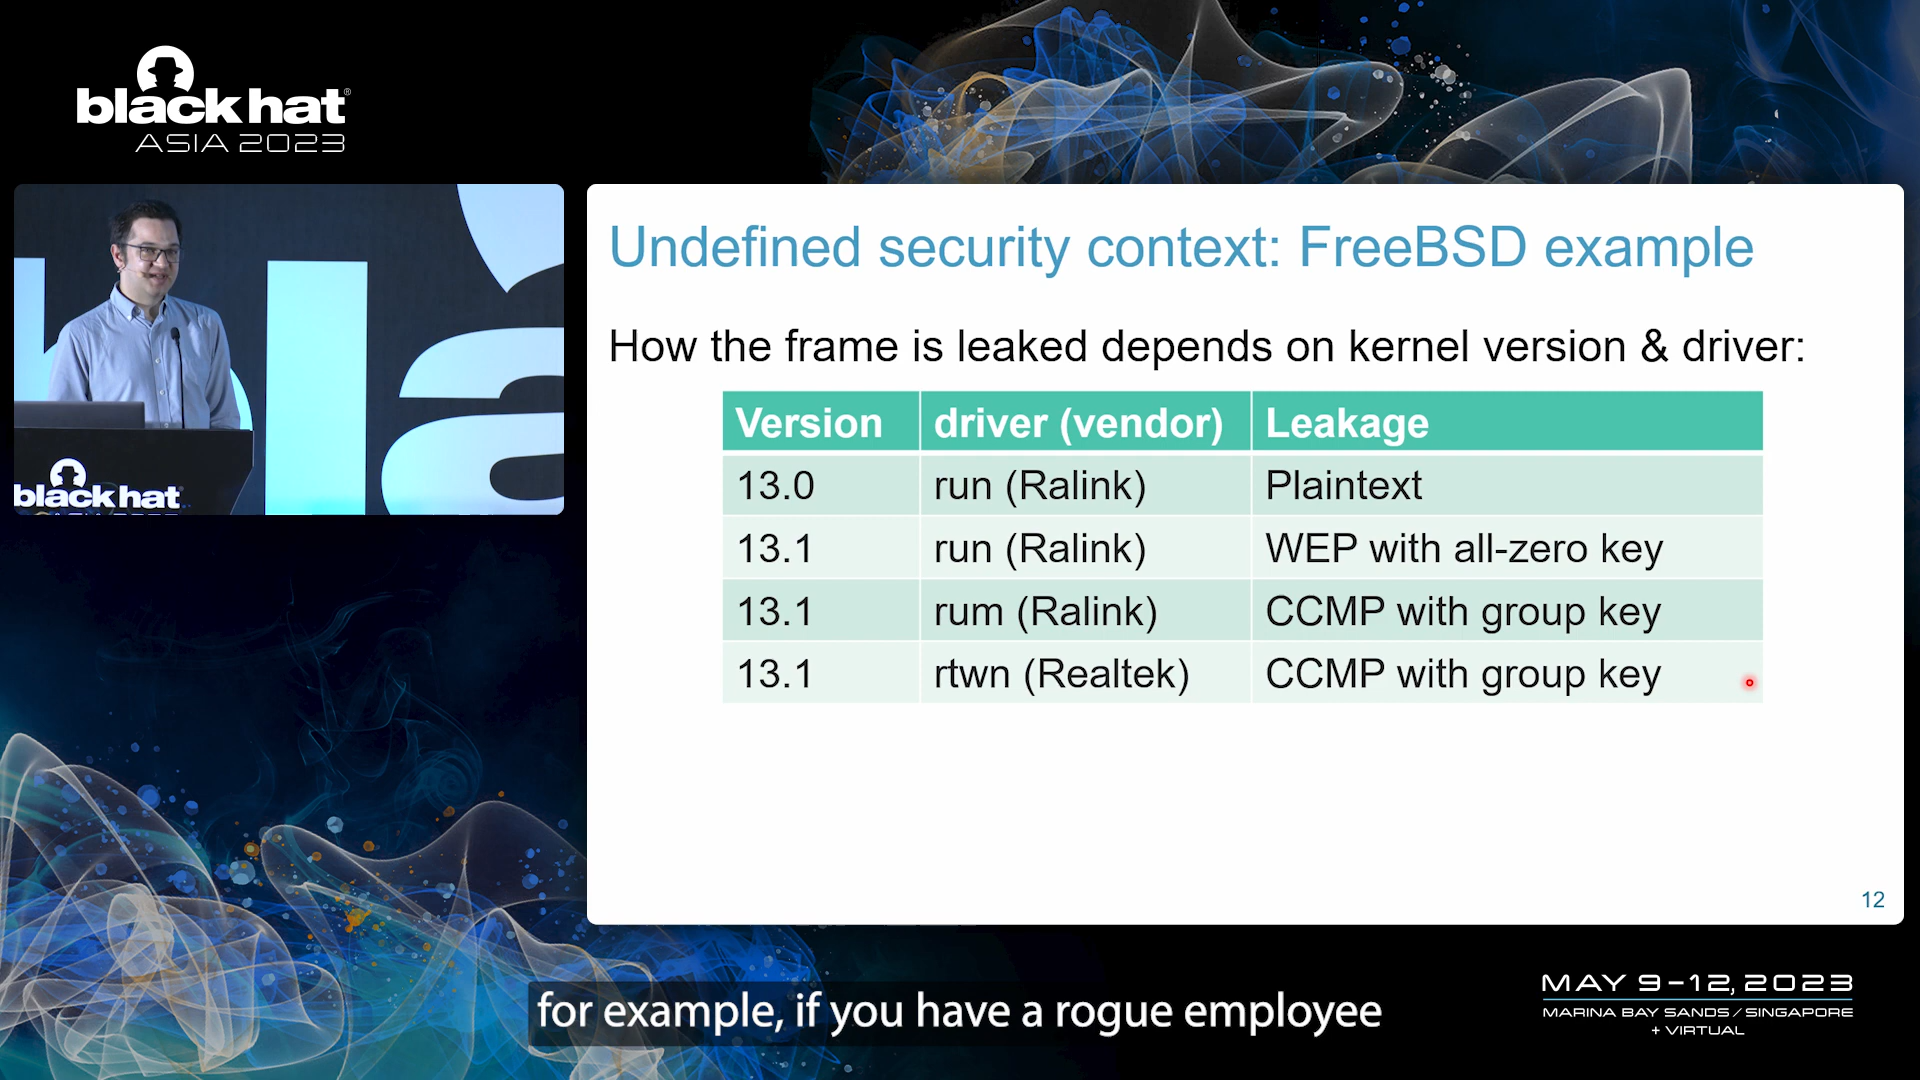 black hat®
ASIA 2023
black hat
Undefined security context: FreeBSD example
How the frame is leaked depends on kernel version & driver:
Version driver (vendor) Leakage
13.0 run (Ralink) Plaintext
13.1 run (Ralink) WEP with all-zero key
13.1 rum (Ralink) CCMP with group key
13.1 rtwn (Realtek) CCMP with group key
12
for example, if you have a rogue employee
MAY 9-12, 2023
MARINA BAY SANDS / SINGAPORE
+ VIRTUAL